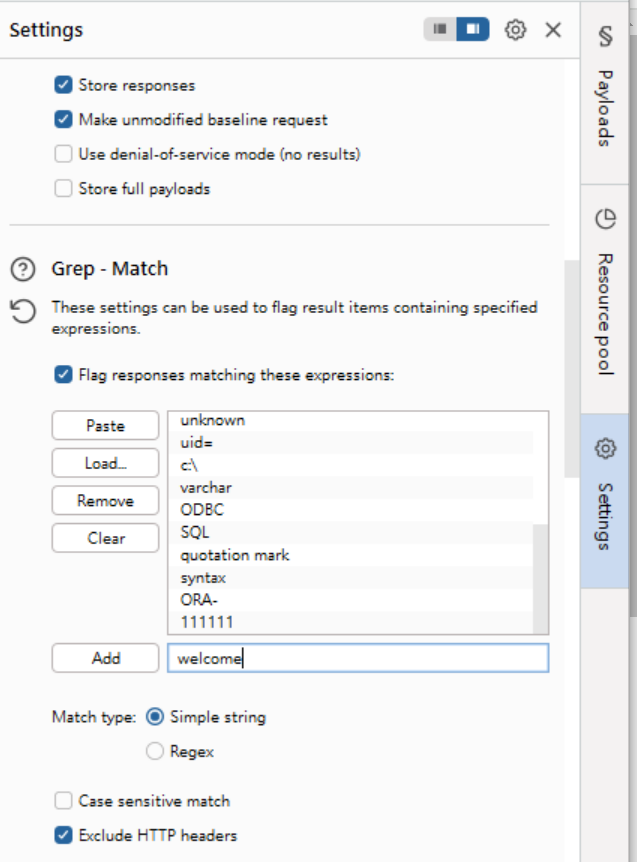 Settings
Store responses
Make unmodified baseline request
Use denial-of-service mode (no results)
Store full payloads
Grep - Match
These settings can be used to flag result items containing specified
expressions.
Flag responses matching these expressions:
Paste
Load...
Remove
Clear
unknown
uid=
c:\
varchar
ODBC
SQL
quotation mark
syntax
ORA-
111111
Add
welcome
Match type:
Simple string
Regex
Case sensitive match
Exclude HTTP headers
Payloads
Resource pool
Settings